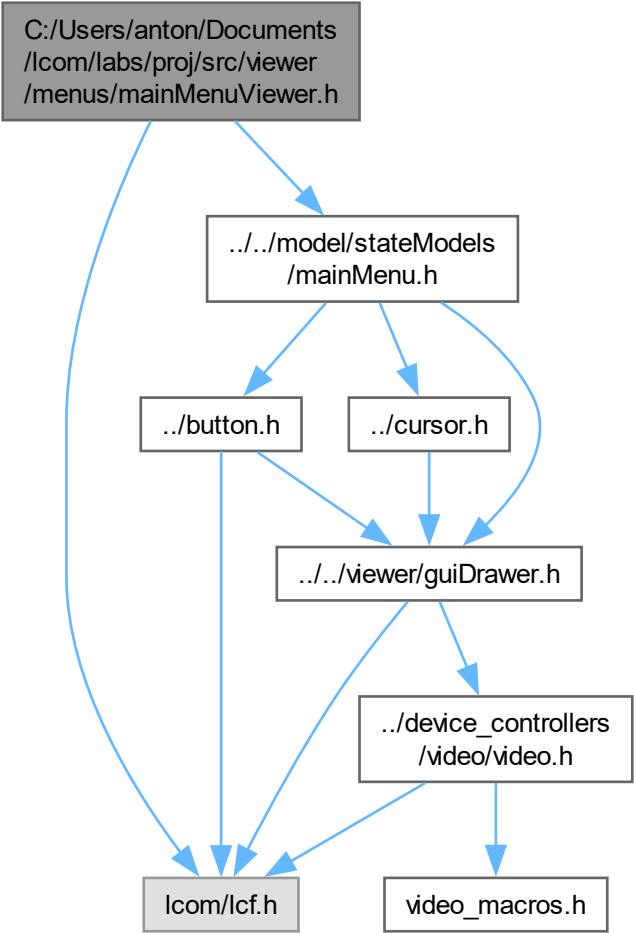 C:/Users/anton/Documents
/lcom/labs/proj/src/viewer
/menus/mainMenuViewer.h
../../model/stateModels
/mainMenu.h
../button.h
../cursor.h
../../viewer/guiDrawer.h
../device_controllers
/video/video.h
lcom/lcf.h
video_macros.h